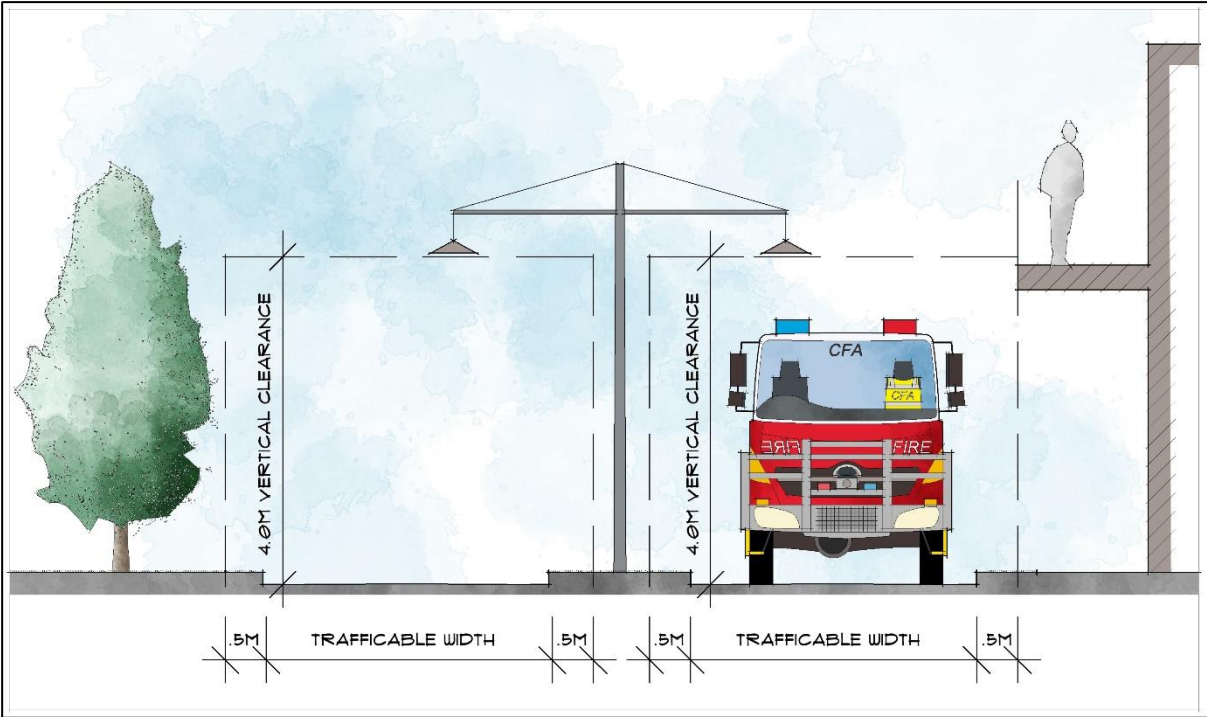 4.0M VERTICAL CLEARANCE
4.0M VERTICAL CLEARANCE
CFA
CFA
FIRE
FIRE
.5M
TRAFFICABLE WIDTH
.5M
.5M
TRAFFICABLE WIDTH
.5M